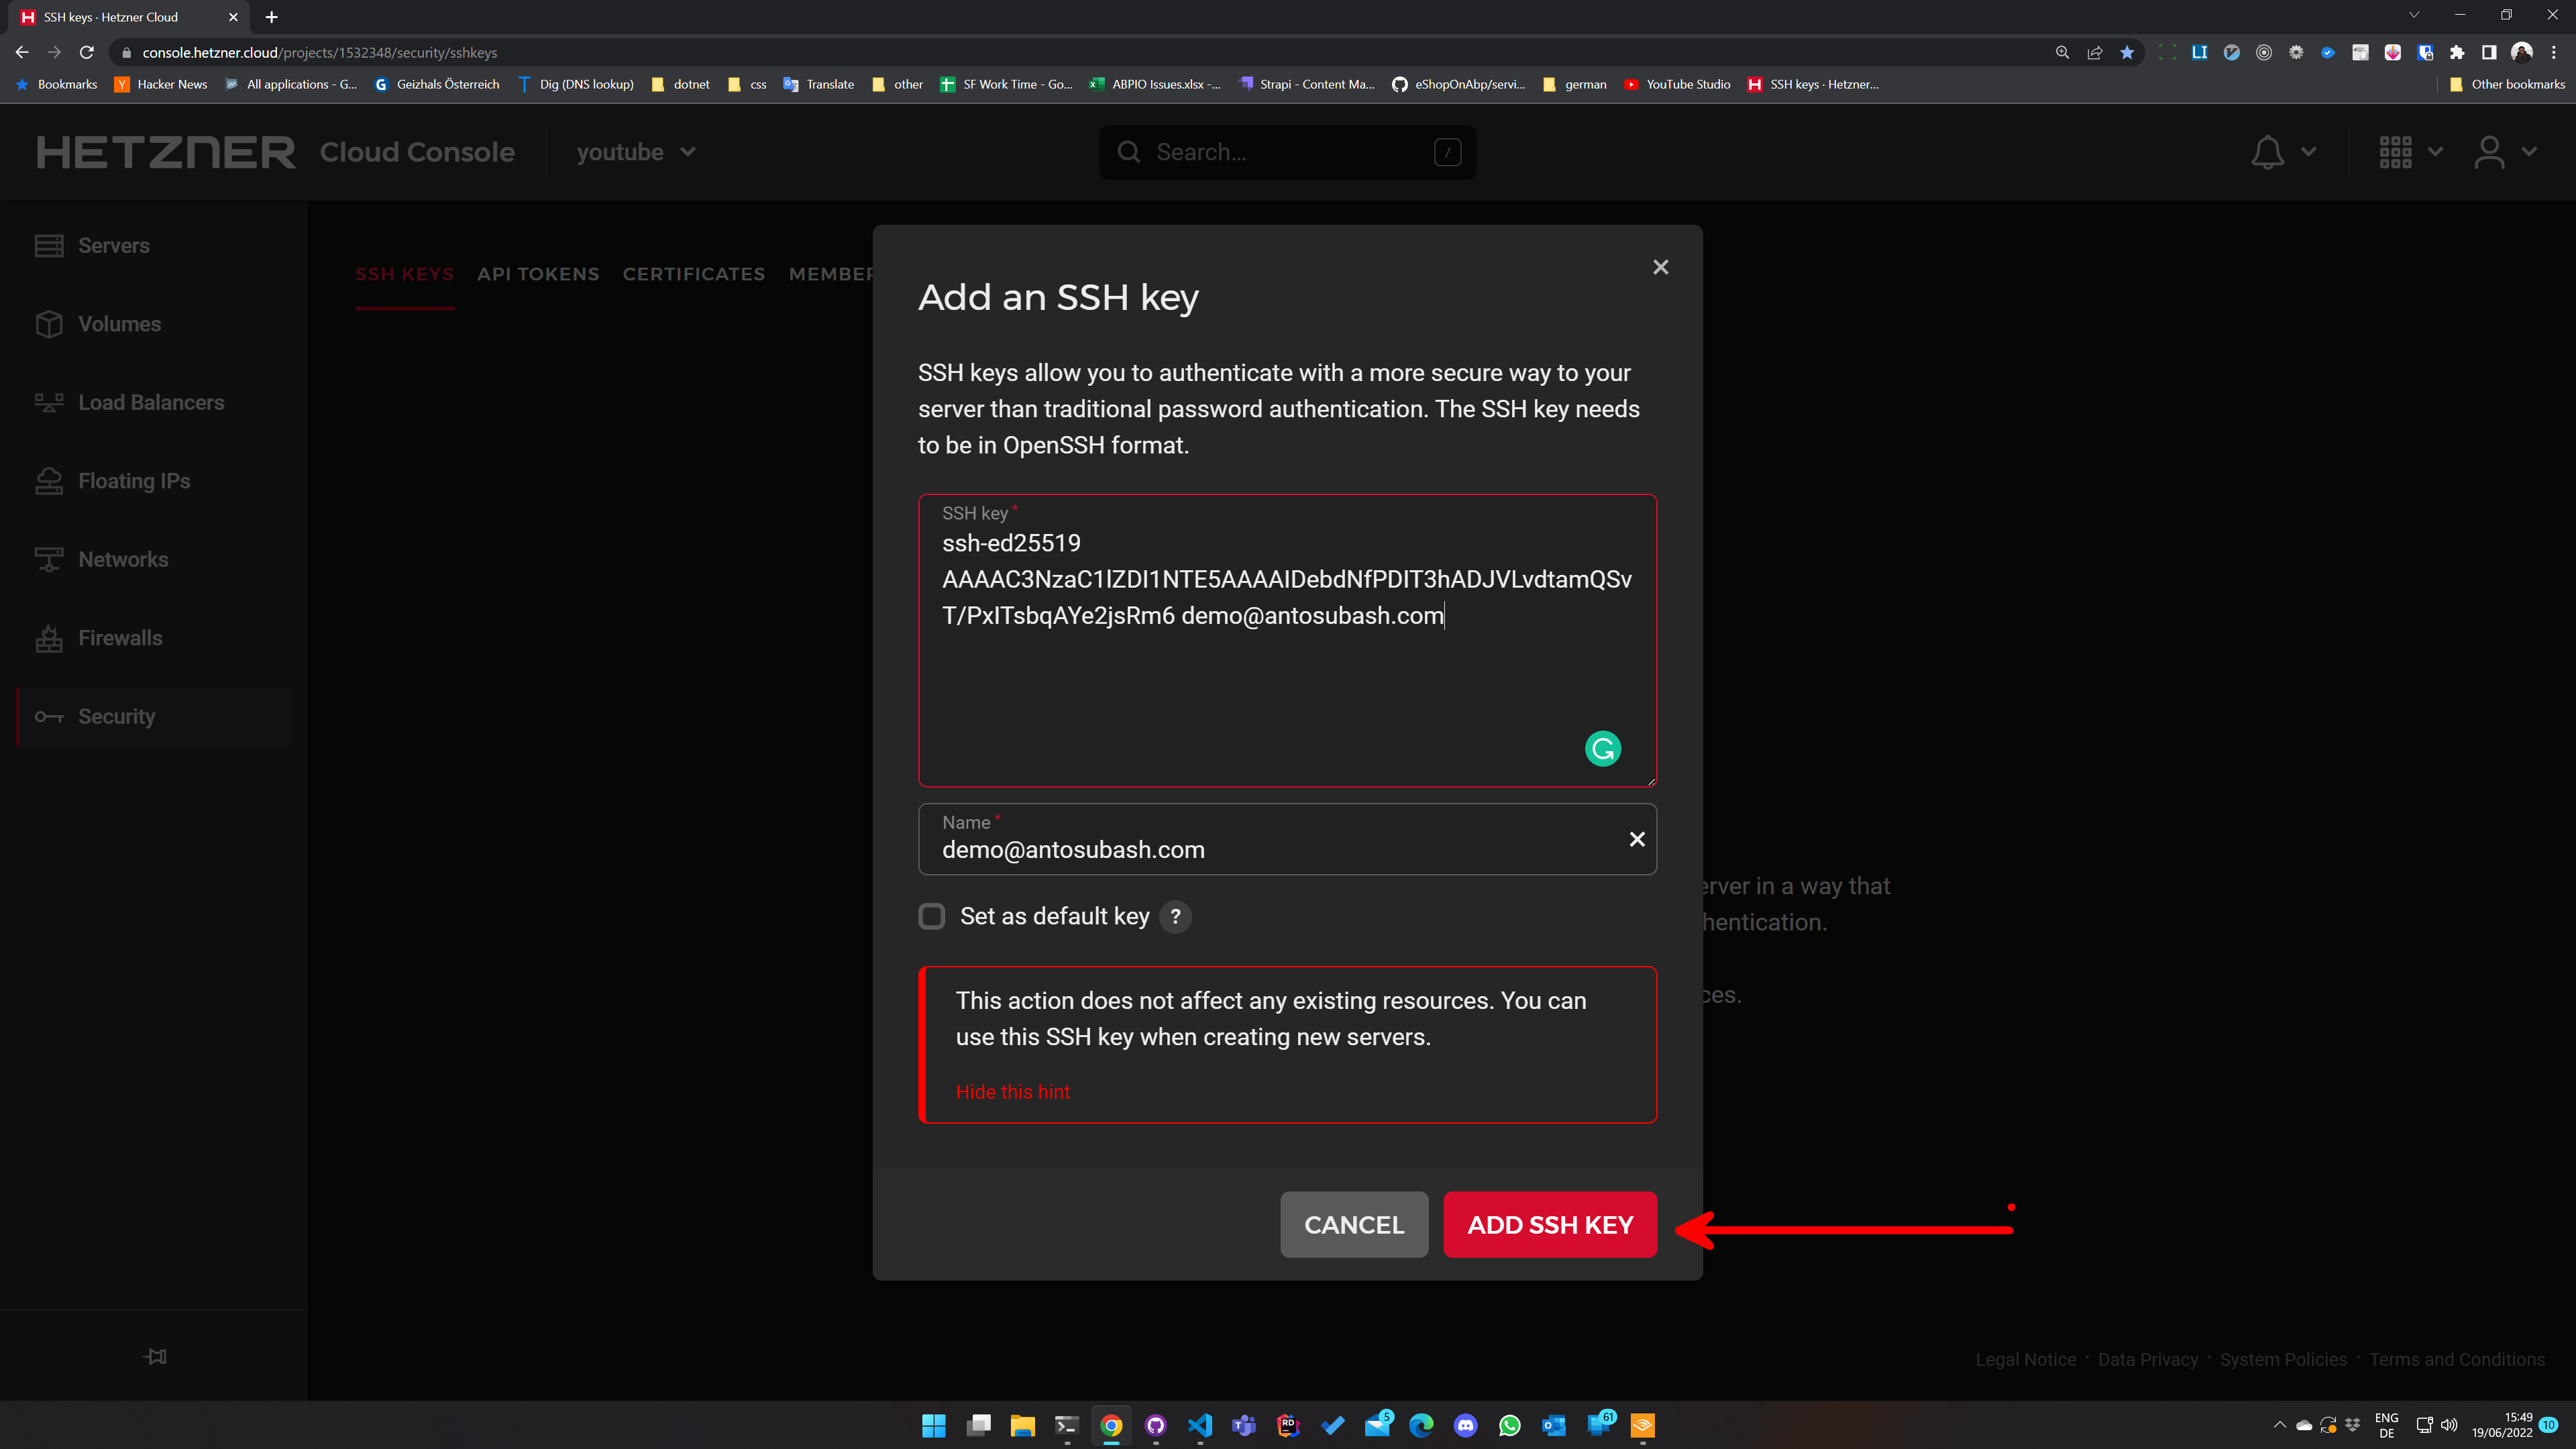 SSH keys · Hetzner Cloud
console.hetzner.cloud/projects/1532348/security/sshkeys
Bookmarks Hacker News All applications - G... Geizhals Österreich Dig (DNS lookup) dotnet css Translate other SF Work Time - Go... ABPIO Issues.xlsx -... Strapi - Content Ma... eShopOnAbp/servi... german YouTube Studio SSH keys · Hetzner... Other bookmarks
HETZNER Cloud Console youtube Search... /
Servers
Volumes
Load Balancers
Floating IPs
Networks
Firewalls
Security
SSH KEYS API TOKENS CERTIFICATES MEMBER
Add an SSH key
SSH keys allow you to authenticate with a more secure way to your
server than traditional password authentication. The SSH key needs
to be in OpenSSH format.
SSH key *
ssh-ed25519
AAAAC3NzaC1lZDI1NTE5AAAAIDebdNfPDIT3hADJVLvdtamQSv
T/PxITsbqAYe2jsRm6 demo@antosubash.com
Name *
demo@antosubash.com
Set as default key ?
erver in a way that
hentication.
ces.
This action does not affect any existing resources. You can
use this SSH key when creating new servers.
Hide this hint
CANCEL ADD SSH KEY
Legal Notice · Data Privacy · System Policies · Terms and Conditions
5 61
ENG
DE
15:49
19/06/2022
10